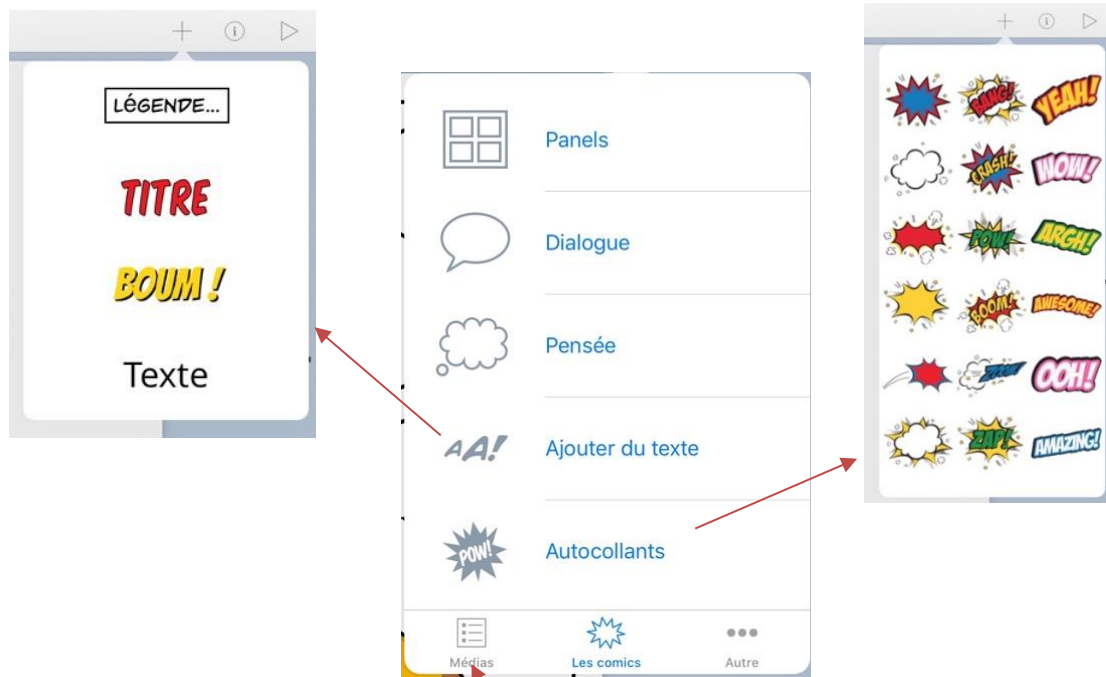 LÉGENDE...
TITRE
BOUM !
Texte
Panels
Dialogue
Pensée
AA!
Ajouter du texte
POW!
Autocollants
Médias
Les comics
Autre
BANG!
YEAH!
CRASH!
WOW!
POW!
ARGH!
BOOM!
AWESOME!
ZOOM!
OOH!
ZAP!
AMAZING!